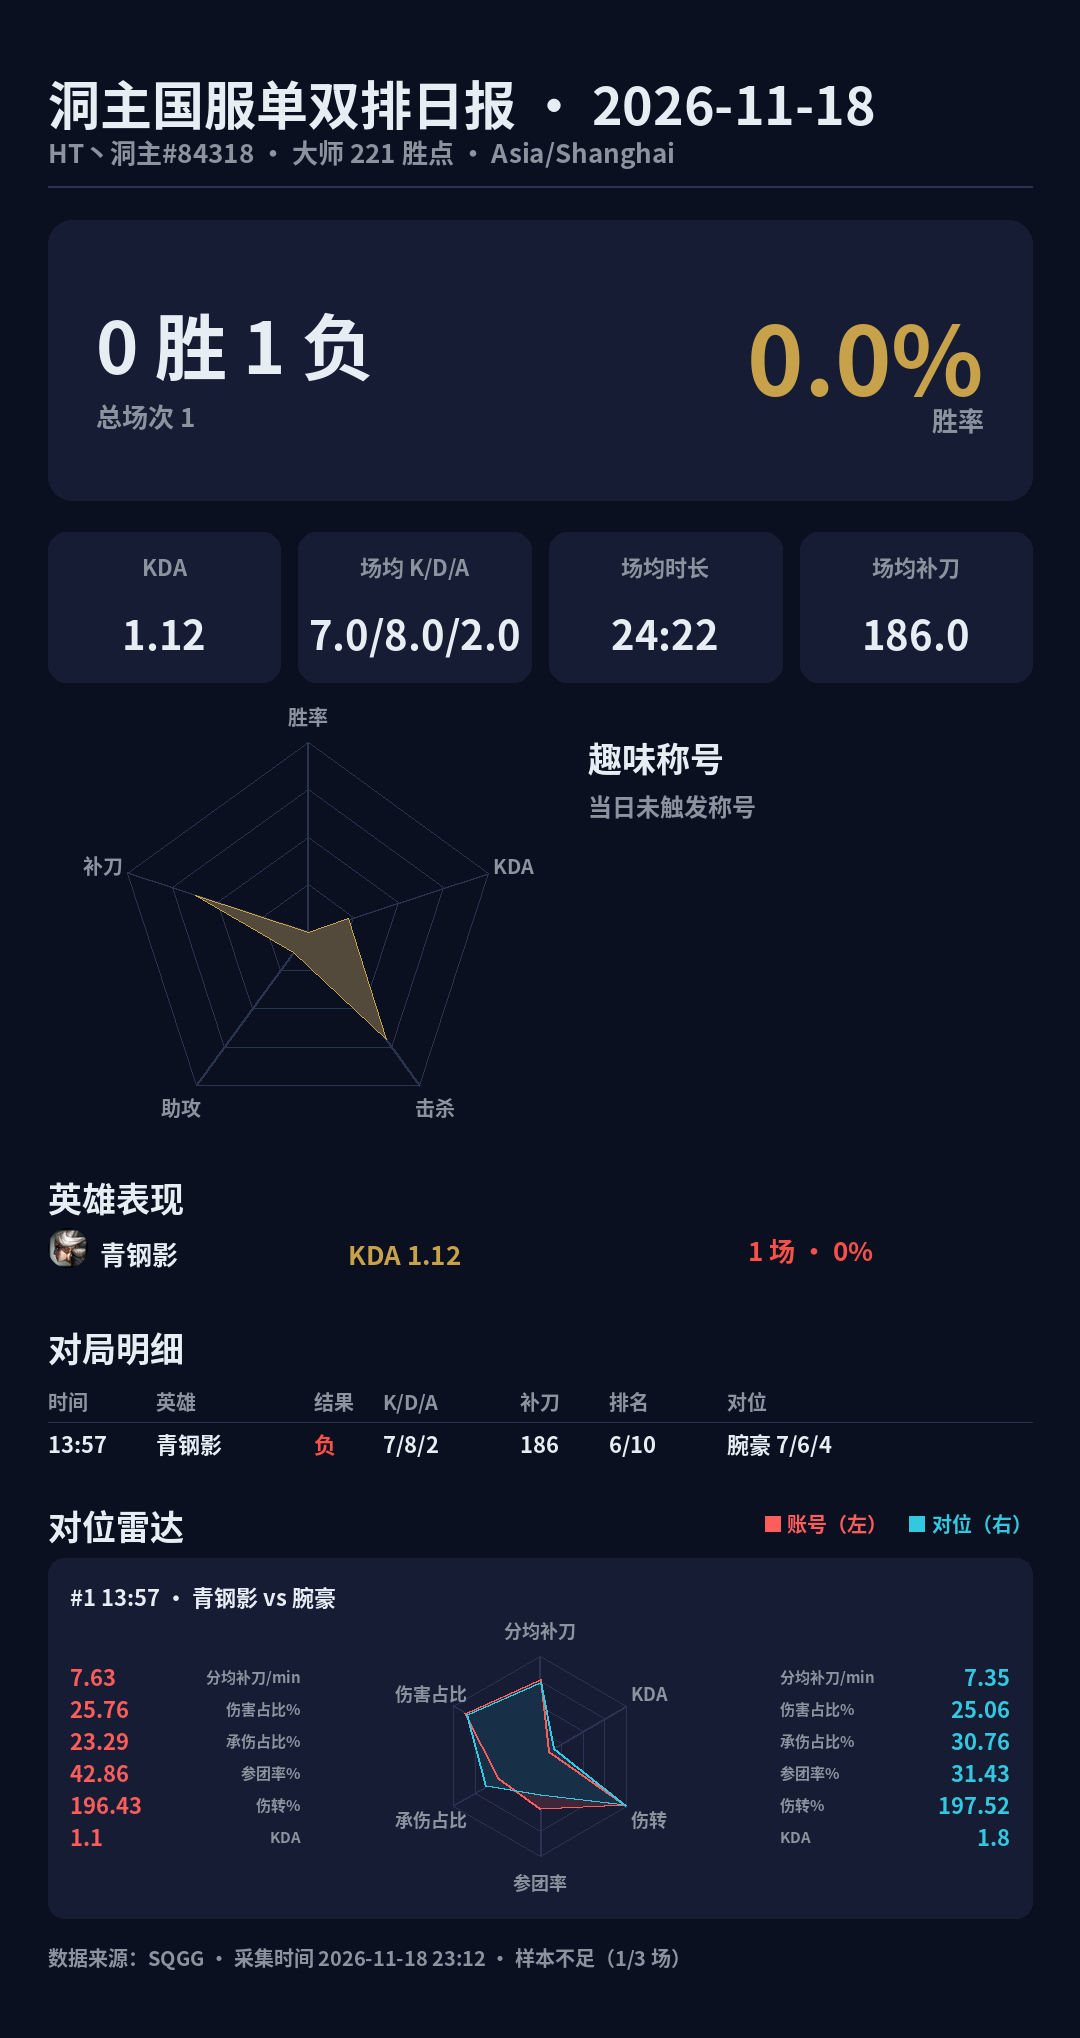 洞主国服单双排日报 · 2026-11-18
HT丶洞主#84318 · 大师 221 胜点 · Asia/Shanghai
0 胜 1 负
0.0%
总场次 1
胜率
KDA
场均 K/D/A
场均时长
场均补刀
1.12
7.0/8.0/2.0
24:22
186.0
胜率
补刀
KDA
助攻
击杀
趣味称号
当日未触发称号
英雄表现
青钢影 KDA 1.12 1 场 · 0%
对局明细
时间 英雄 结果 K/D/A 补刀 排名 对位
13:57 青钢影 负 7/8/2 186 6/10 腕豪 7/6/4
对位雷达
账号（左） 对位（右）
#1 13:57 · 青钢影 vs 腕豪
7.63 分均补刀/min
25.76 伤害占比%
23.29 承伤占比%
42.86 参团率%
196.43 伤转%
1.1 KDA
分均补刀
伤害占比
KDA
承伤占比
伤转
参团率
分均补刀/min 7.35
伤害占比% 25.06
承伤占比% 30.76
参团率% 31.43
伤转% 197.52
KDA 1.8
数据来源：SQGG · 采集时间 2026-11-18 23:12 · 样本不足（1/3 场）